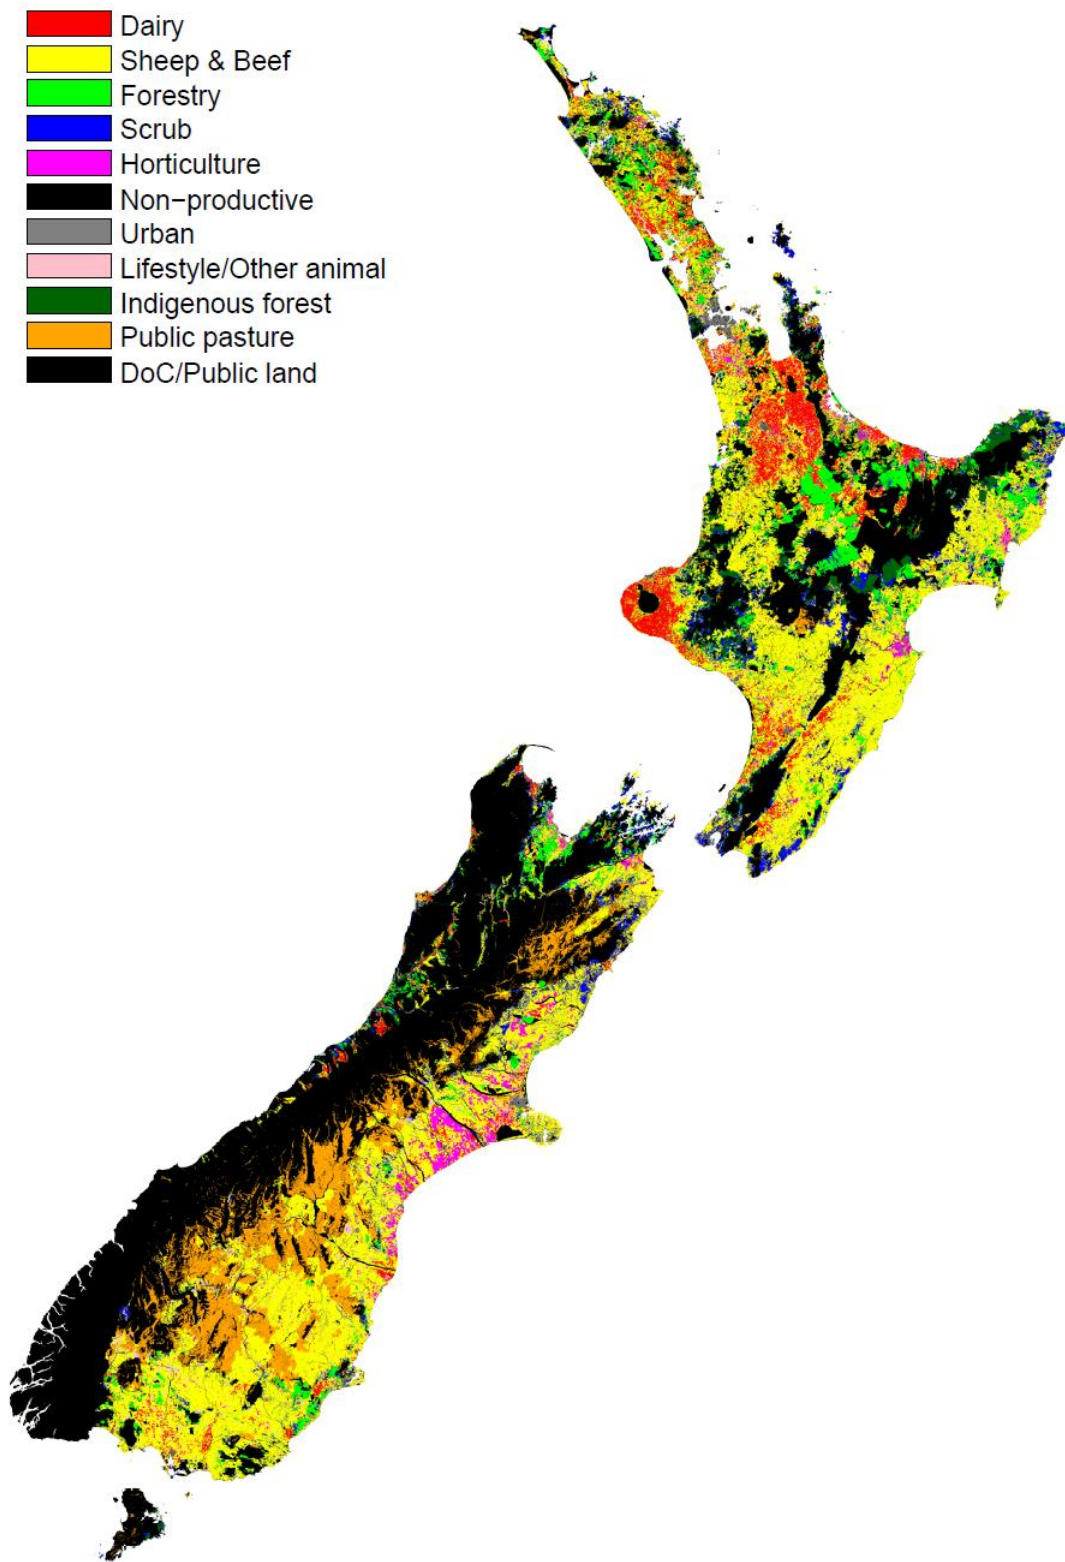 Dairy
Sheep & Beef
Forestry
Scrub
Horticulture
Non−productive
Urban
Lifestyle/Other animal
Indigenous forest
Public pasture
DoC/Public land